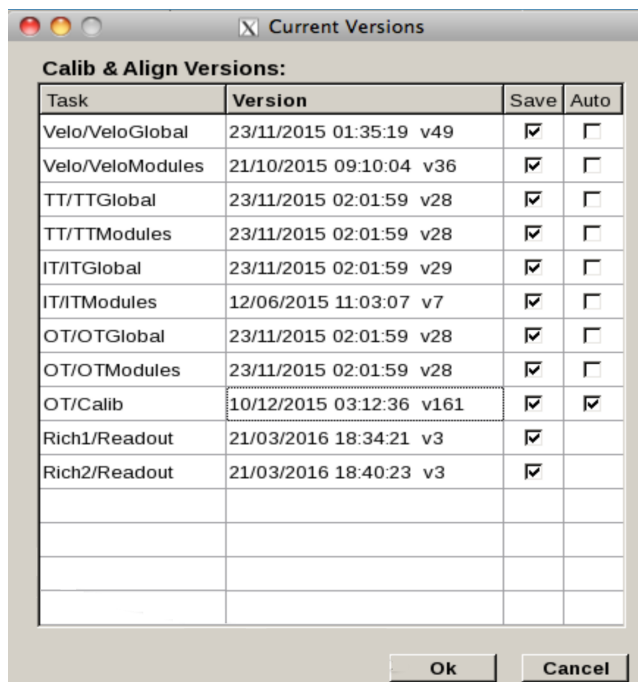 Current Versions
Calib & Align Versions:
Task Version Save Auto
Velo/VeloGlobal 23/11/2015 01:35:19 v49
Velo/VeloModules 21/10/2015 09:10:04 v36
TT/TTGlobal 23/11/2015 02:01:59 v28
TT/TTModules 23/11/2015 02:01:59 v28
IT/ITGlobal 23/11/2015 02:01:59 v29
IT/ITModules 12/06/2015 11:03:07 v7
OT/OTGlobal 23/11/2015 02:01:59 v28
OT/OTModules 23/11/2015 02:01:59 v28
OT/Calib 10/12/2015 03:12:36 v161
Rich1/Readout 21/03/2016 18:34:21 v3
Rich2/Readout 21/03/2016 18:40:23 v3
Ok Cancel